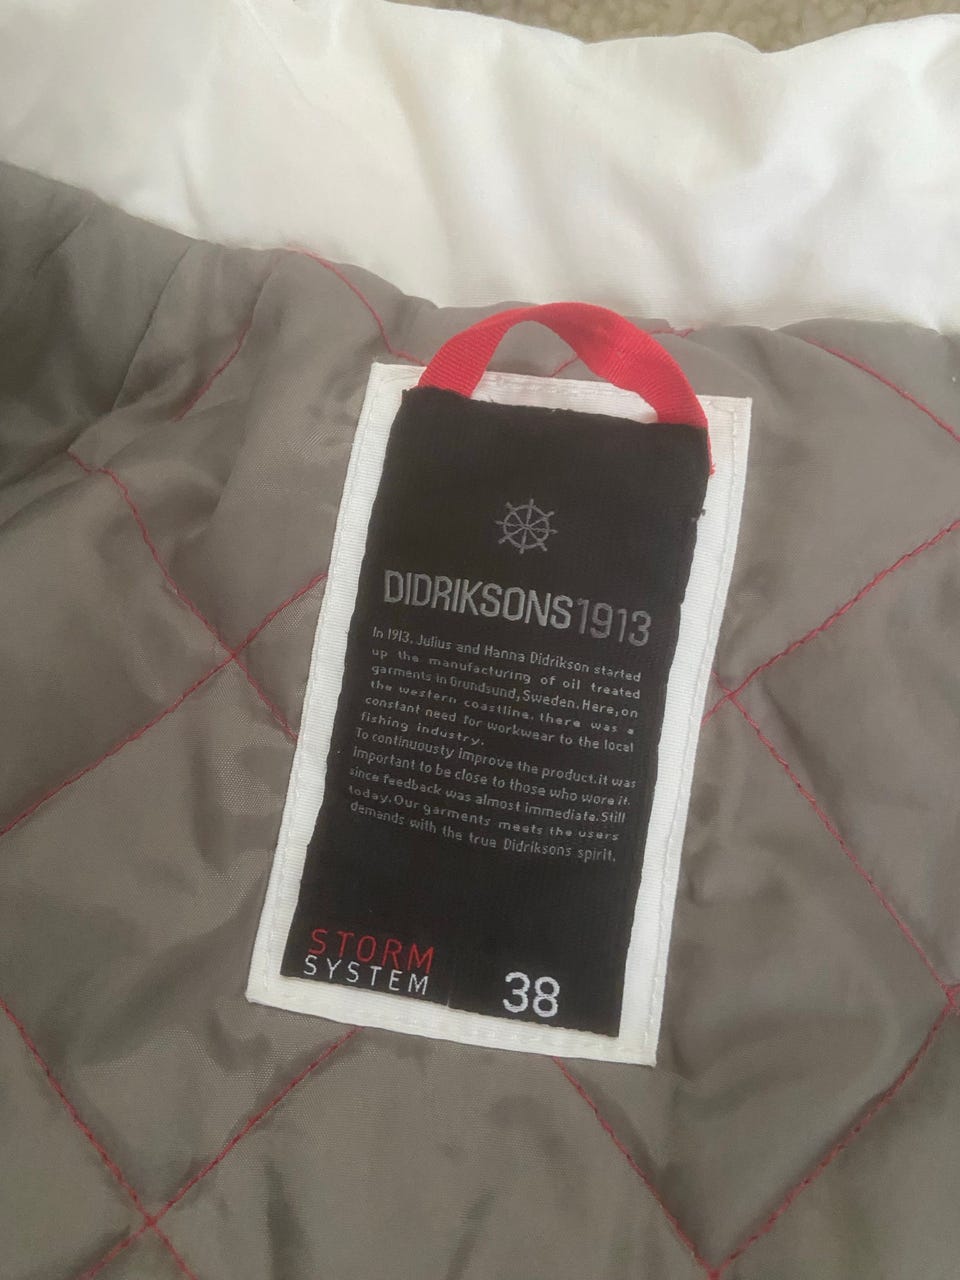 DIDRIKSONS1913
In 1913, Julius and Hanna Didrikson started
up the manufacturing of oil treated
garments in Grundsund, Sweden. Here, on
the western coastline, there was a
constant need for workwear to the local
fishing industry.
To continuously improve the product, it was
important to be close to those who wore it,
since feedback was almost immediate. Still
today, Our garments meets the users
demands with the true Didriksons spirit.
STORM
SYSTEM
38